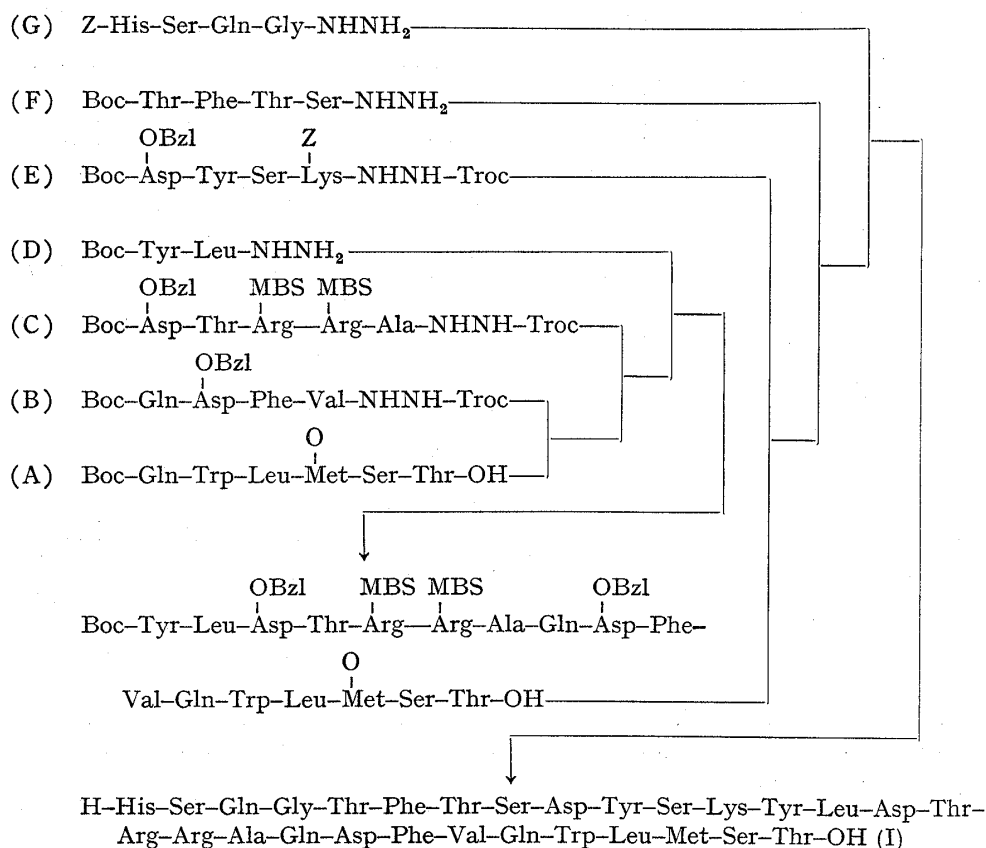 (G) Z–His–Ser–Gln–Gly–NHNH₂
(F) Boc–Thr–Phe–Thr–Ser–NHNH₂
OBzl Z
(E) Boc–Asp–Tyr–Ser–Lys–NHNH–Troc
(D) Boc–Tyr–Leu–NHNH₂
OBzl MBS MBS
(C) Boc–Asp–Thr–Arg—Arg–Ala–NHNH–Troc
OBzl
(B) Boc–Gln–Asp–Phe–Val–NHNH–Troc
O
(A) Boc–Gln–Trp–Leu–Met–Ser–Thr–OH
OBzl MBS MBS OBzl
Boc–Tyr–Leu–Asp–Thr–Arg—Arg–Ala–Gln–Asp–Phe–
O
Val–Gln–Trp–Leu–Met–Ser–Thr–OH
H–His–Ser–Gln–Gly–Thr–Phe–Thr–Ser–Asp–Tyr–Ser–Lys–Tyr–Leu–Asp–Thr–
Arg–Arg–Ala–Gln–Asp–Phe–Val–Gln–Trp–Leu–Met–Ser–Thr–OH (I)